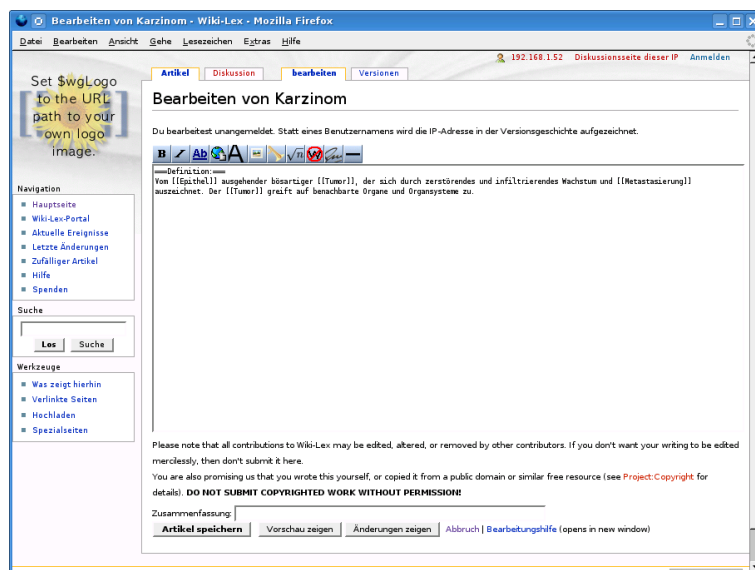 Bearbeiten von Karzinom - Wiki-Lex - Mozilla Firefox
Datei Bearbeiten Ansicht Gehe Lesezeichen Extras Hilfe
192.168.1.52 Diskussionsseite dieser IP Anmelden
Set $wgLogo
to the URL
path to your
own logo
image.
Artikel Diskussion bearbeiten Versionen
Bearbeiten von Karzinom
Du bearbeitest unangemeldet. Statt eines Benutzernamens wird die IP-Adresse in der Versionsgeschichte aufgezeichnet.
B I Ab A √n W
===Definition:===
Vom [[Epithel]] ausgehender bösartiger [[Tumor]], der sich durch zerstörendes und infiltrierendes Wachstum und [[Metastasierung]]
auszeichnet. Der [[Tumor]] greift auf benachbarte Organe und Organsysteme zu.
Navigation
Hauptseite
Wiki-Lex-Portal
Aktuelle Ereignisse
Letzte Änderungen
Zufälliger Artikel
Hilfe
Spenden
Suche
Los Suche
Werkzeuge
Was zeigt hierhin
Verlinkte Seiten
Hochladen
Spezialseiten
Please note that all contributions to Wiki-Lex may be edited, altered, or removed by other contributors. If you don't want your writing to be edited
mercilessly, then don't submit it here.
You are also promising us that you wrote this yourself, or copied it from a public domain or similar free resource (see Project:Copyright for
details). DO NOT SUBMIT COPYRIGHTED WORK WITHOUT PERMISSION!
Zusammenfassung:
Artikel speichern Vorschau zeigen Änderungen zeigen Abbruch | Bearbeitungshilfe (opens in new window)